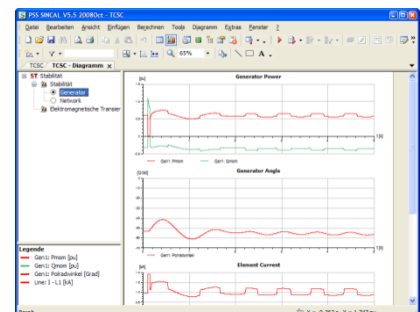 PSS SINCAL V5.5 2008Oct - TCSC
Datei Bearbeiten Ansicht Einfügen Berechnen Tools Diagramm Extras Fenster ?
65%
TCSC TCSC - Diagramm x
ST Stabilität
Stabilität
Generator
Network
Elektromagnetische Transier
Legende
Gen1: Pmom [pu]
Gen1: Qmom [pu]
Gen1: Polradwinkel [Grad]
Line: I - L1 [kA]
[pu]
Generator Power
t [s]
Gen1: Pmom
Gen1: Qmom
[Grad]
Generator Angle
t [s]
Gen1: Polradwinkel
[kA]
Element Current